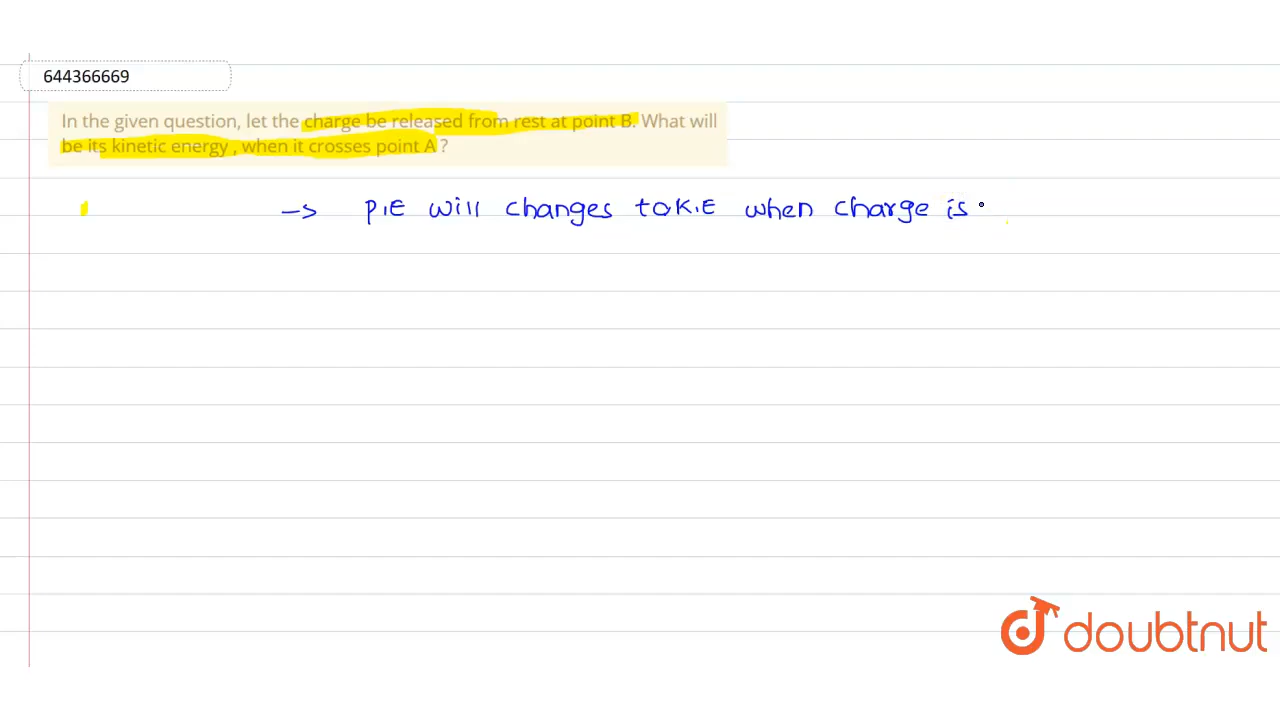 644366669
In the given question, let the charge be released from rest at point B. What will
be its kinetic energy , when it crosses point A ?
→ P.E will changes to K.E when charge is
doubtnut